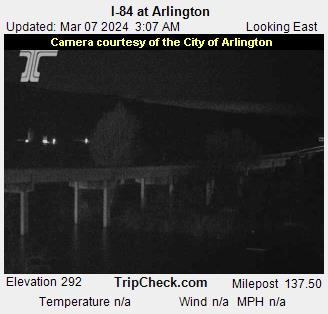 I-84 at Arlington
Updated: Mar 07 2024 3:07 AM Looking East
Camera courtesy of the City of Arlington
Elevation 292 TripCheck.com Milepost 137.50
Temperature n/a Wind n/a MPH n/a